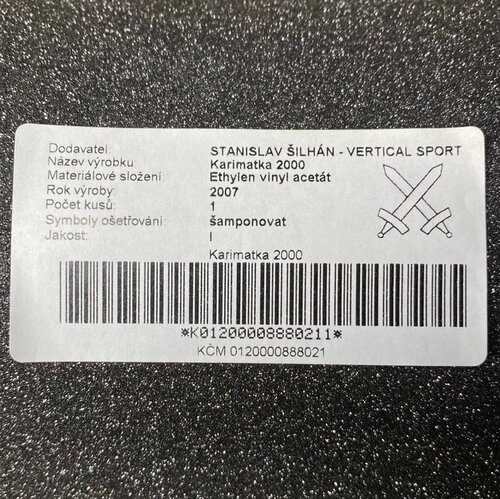 Dodavatel: STANISLAV ŠILHÁN - VERTICAL SPORT
Název výrobku: Karimatka 2000
Materiálové složení: Ethylen vinyl acetát
Rok výroby: 2007
Počet kusů: 1
Symboly ošetřování: šamponovat
Jakost: I
Karimatka 2000
*K01200008880211*
KČM 0120000888021